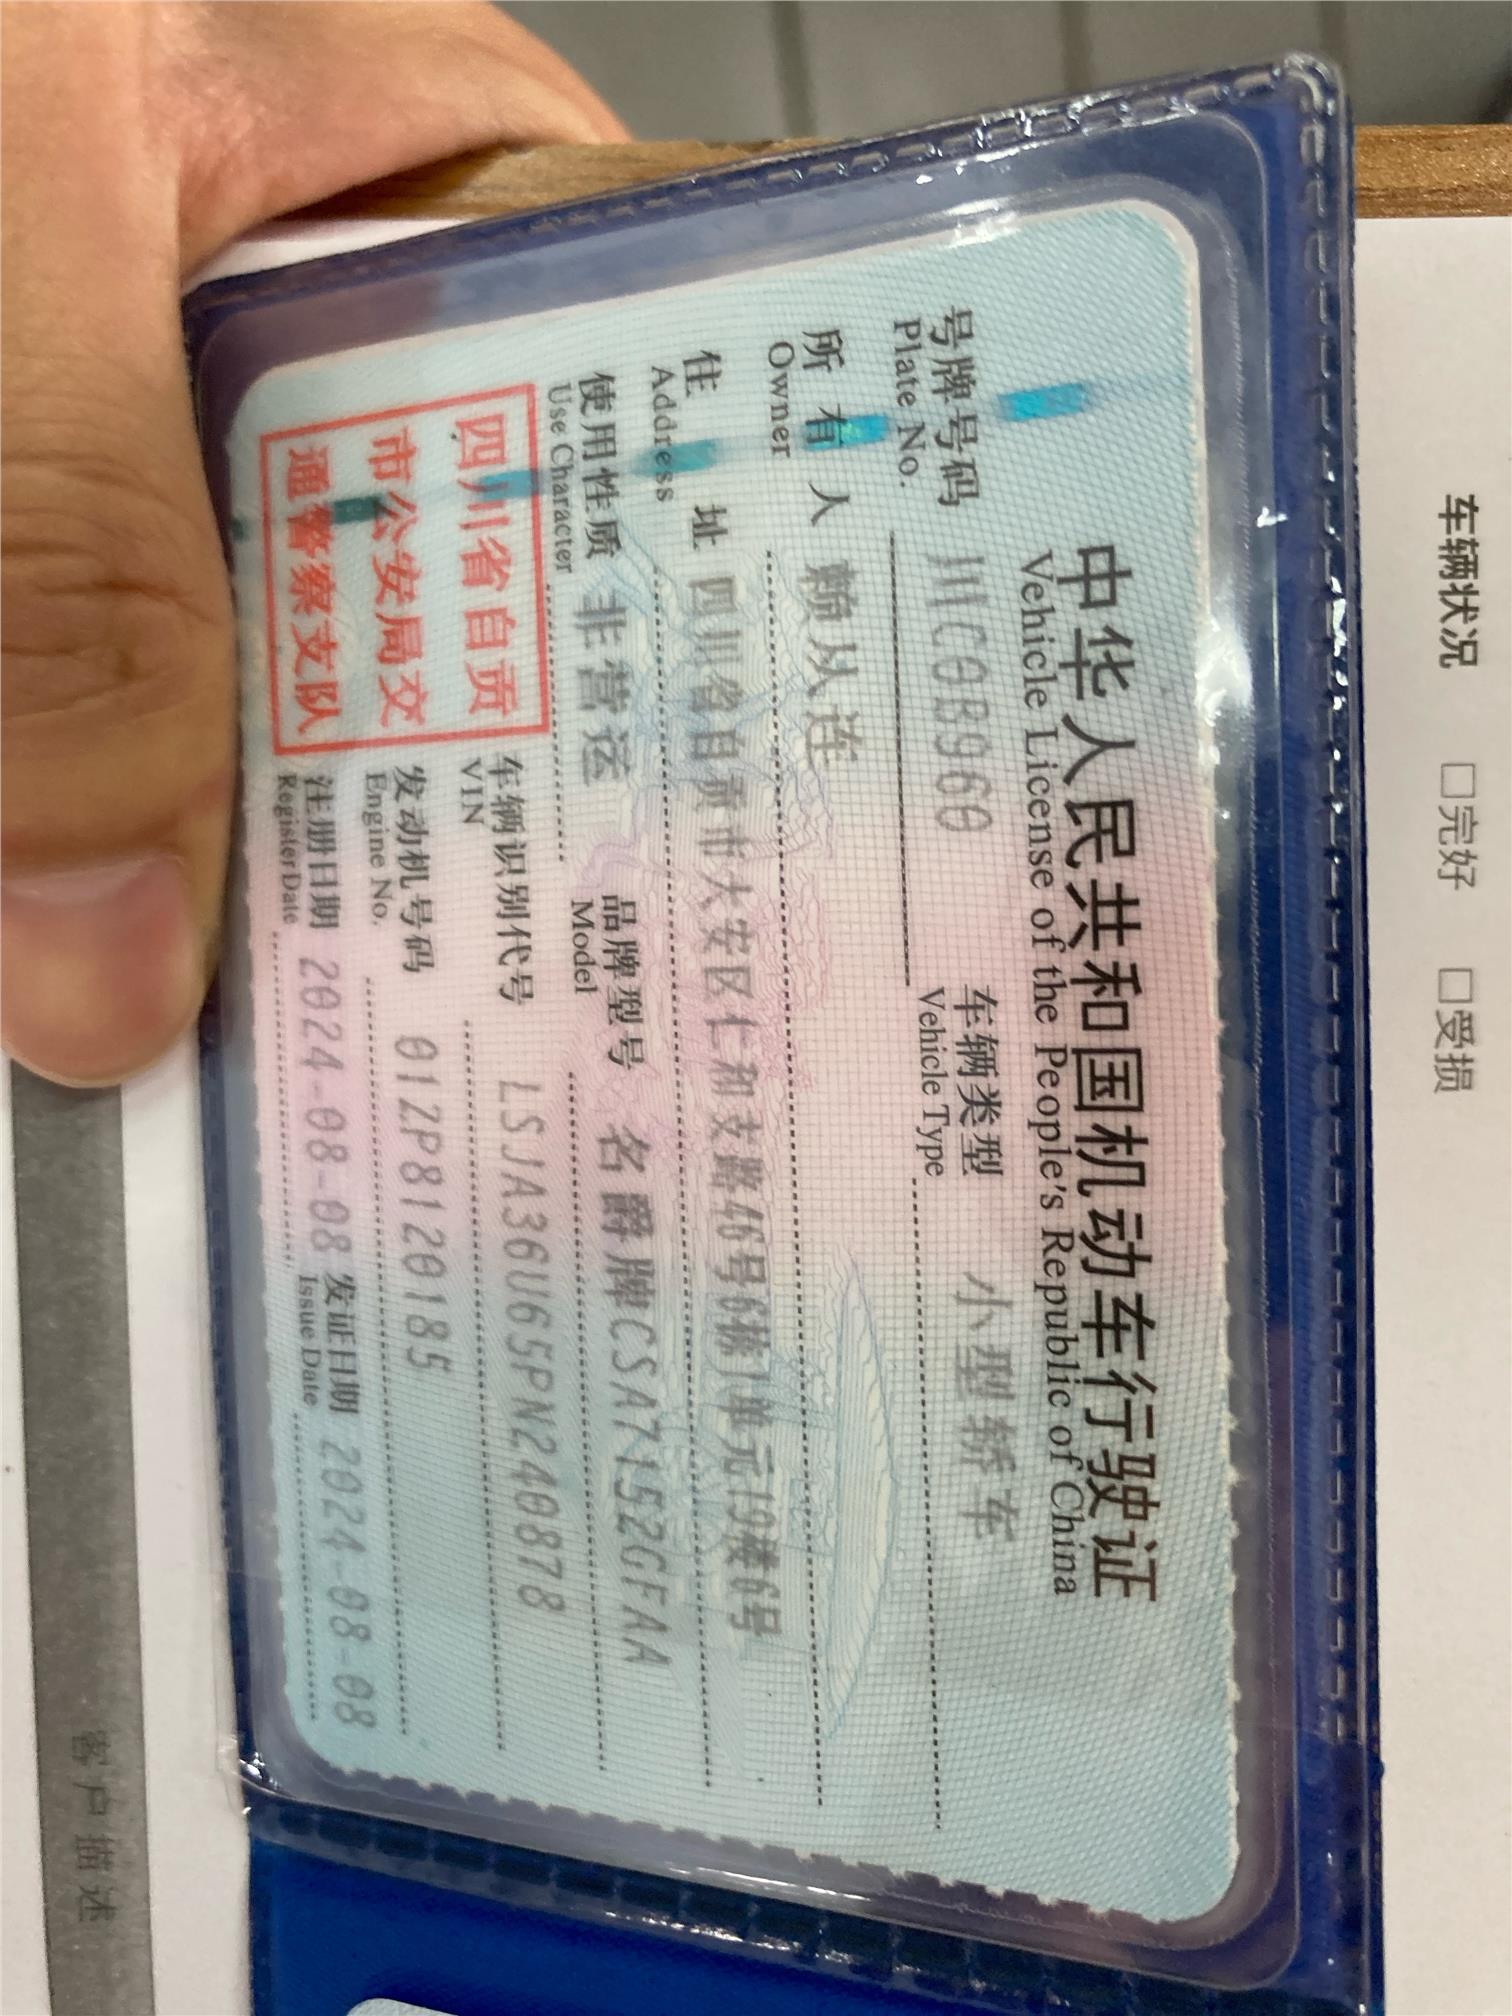 中华人民共和国机动车行驶证
Vehicle License of the People's Republic of China
号牌号码 川C0B960 车辆类型 小型轿车
Plate No. Vehicle Type
所有人 赖从连
Owner
住址 四川省自贡市大安区仁和支路46号6栋1单元19楼6号
Address
使用性质 非营运 品牌型号 名爵牌CSA7152GFAA
Use Character Model
四川省自贡
市公安局交
通警察支队
车辆识别代号 LSJA36U65PN240878
VIN
发动机号码 01ZP8120185
Engine No.
注册日期 2024-08-08 发证日期 2024-08-08
Register Date Issue Date
车辆状况 □完好 □受损
客户描述